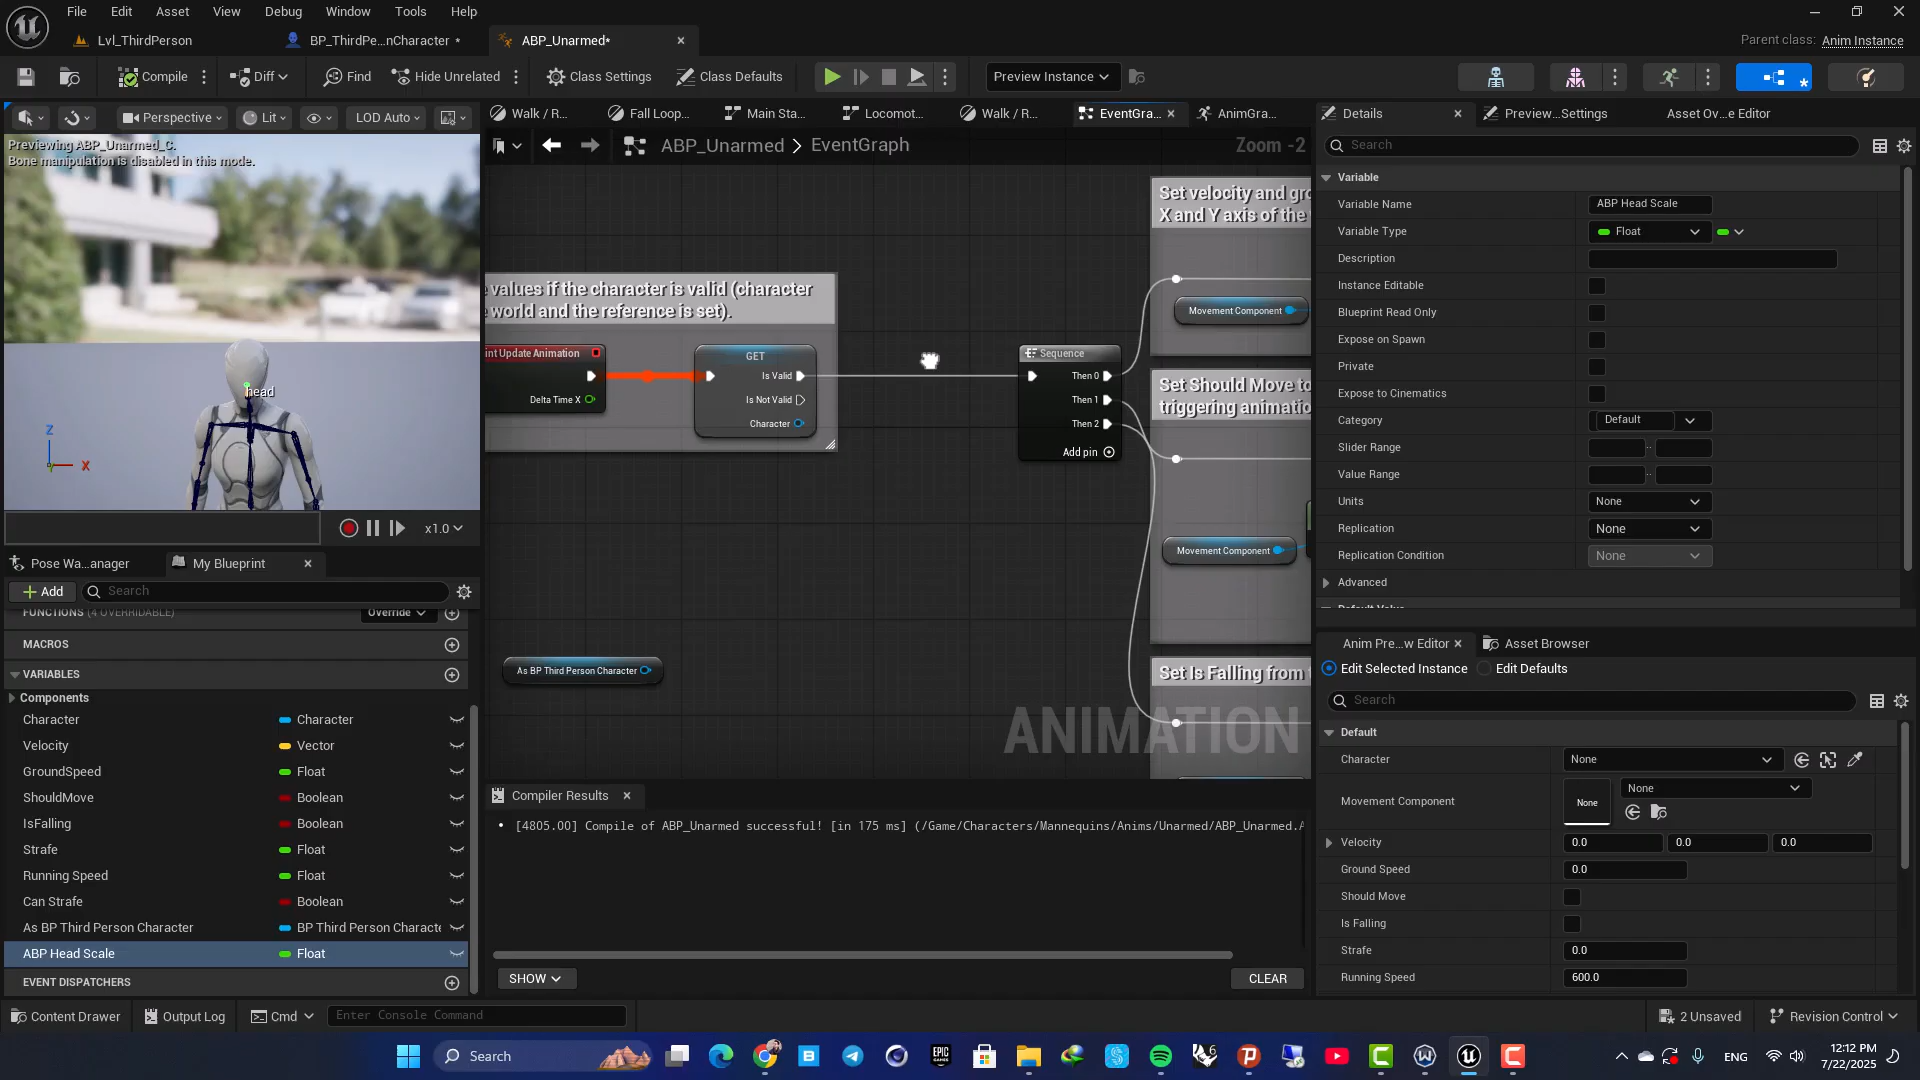 File Edit Asset View Debug Window Tools Help
Lvl_ThirdPerson
BP_ThirdPe...nCharacter *
ABP_Unarmed*
Parent class: Anim Instance
Compile
Diff
Find
Hide Unrelated
Class Settings
Class Defaults
Preview Instance
Perspective
Lit
LOD Auto
Walk / R...
Fall Loop...
Main Sta...
Locomot...
Walk / R...
EventGra...
AnimGra...
Details
Preview...Settings
Asset Ov...e Editor
Previewing ABP_Unarmed_C.
Bone manipulation is disabled in this mode.
ABP_Unarmed > EventGraph
Zoom -2
Search
Variable
Variable Name ABP Head Scale
Variable Type Float
Description
Instance Editable
Blueprint Read Only
Expose on Spawn
Private
Expose to Cinematics
Category Default
Slider Range
Value Range
Units None
Replication None
Replication Condition None
Advanced
Set velocity and gro
X and Y axis of the
Movement Component
e values if the character is valid (character
e world and the reference is set).
int Update Animation
Delta Time X
GET
Is Valid
Is Not Valid
Character
Sequence
Then 0
Then 1
Then 2
Add pin
Set Should Move to
triggering animatio
Movement Component
Set Is Falling from t
As BP Third Person Character
ANIMATION
head
Z
X
x1.0
Pose Wa...anager
My Blueprint
Add
Search
FUNCTIONS (4 OVERRIDABLE)
Override
MACROS
VARIABLES
Components
Character Character
Velocity Vector
GroundSpeed Float
ShouldMove Boolean
IsFalling Boolean
Strafe Float
Running Speed Float
Can Strafe Boolean
As BP Third Person Character BP Third Person Characte
ABP Head Scale Float
EVENT DISPATCHERS
Compiler Results
[4805.00] Compile of ABP_Unarmed successful! [in 175 ms] (/Game/Characters/Mannequins/Anims/Unarmed/ABP_Unarmed.A
SHOW
CLEAR
Anim Pre...w Editor
Asset Browser
Edit Selected Instance
Edit Defaults
Search
Default
Character None
Movement Component None None
Velocity 0.0 0.0 0.0
Ground Speed 0.0
Should Move
Is Falling
Strafe 0.0
Running Speed 600.0
Content Drawer
Output Log
Cmd
Enter Console Command
2 Unsaved
Revision Control
Search
EPIC GAMES
ENG
12:12 PM
7/22/2025